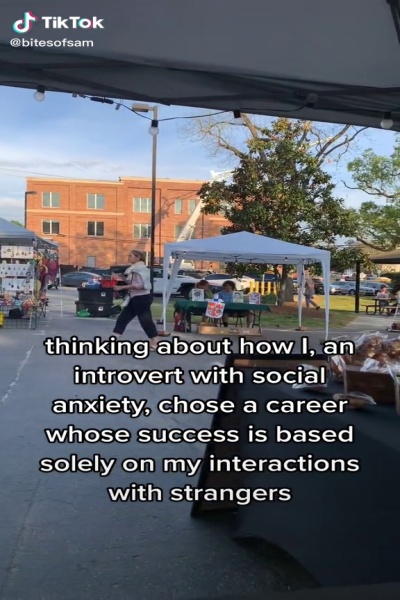 TikTok
@bitesofsam
thinking about how I, an
introvert with social
anxiety, chose a career
whose success is based
solely on my interactions
with strangers